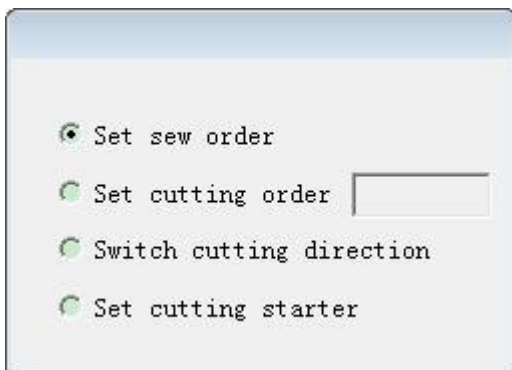 Set sew order
Set cutting order
Switch cutting direction
Set cutting starter